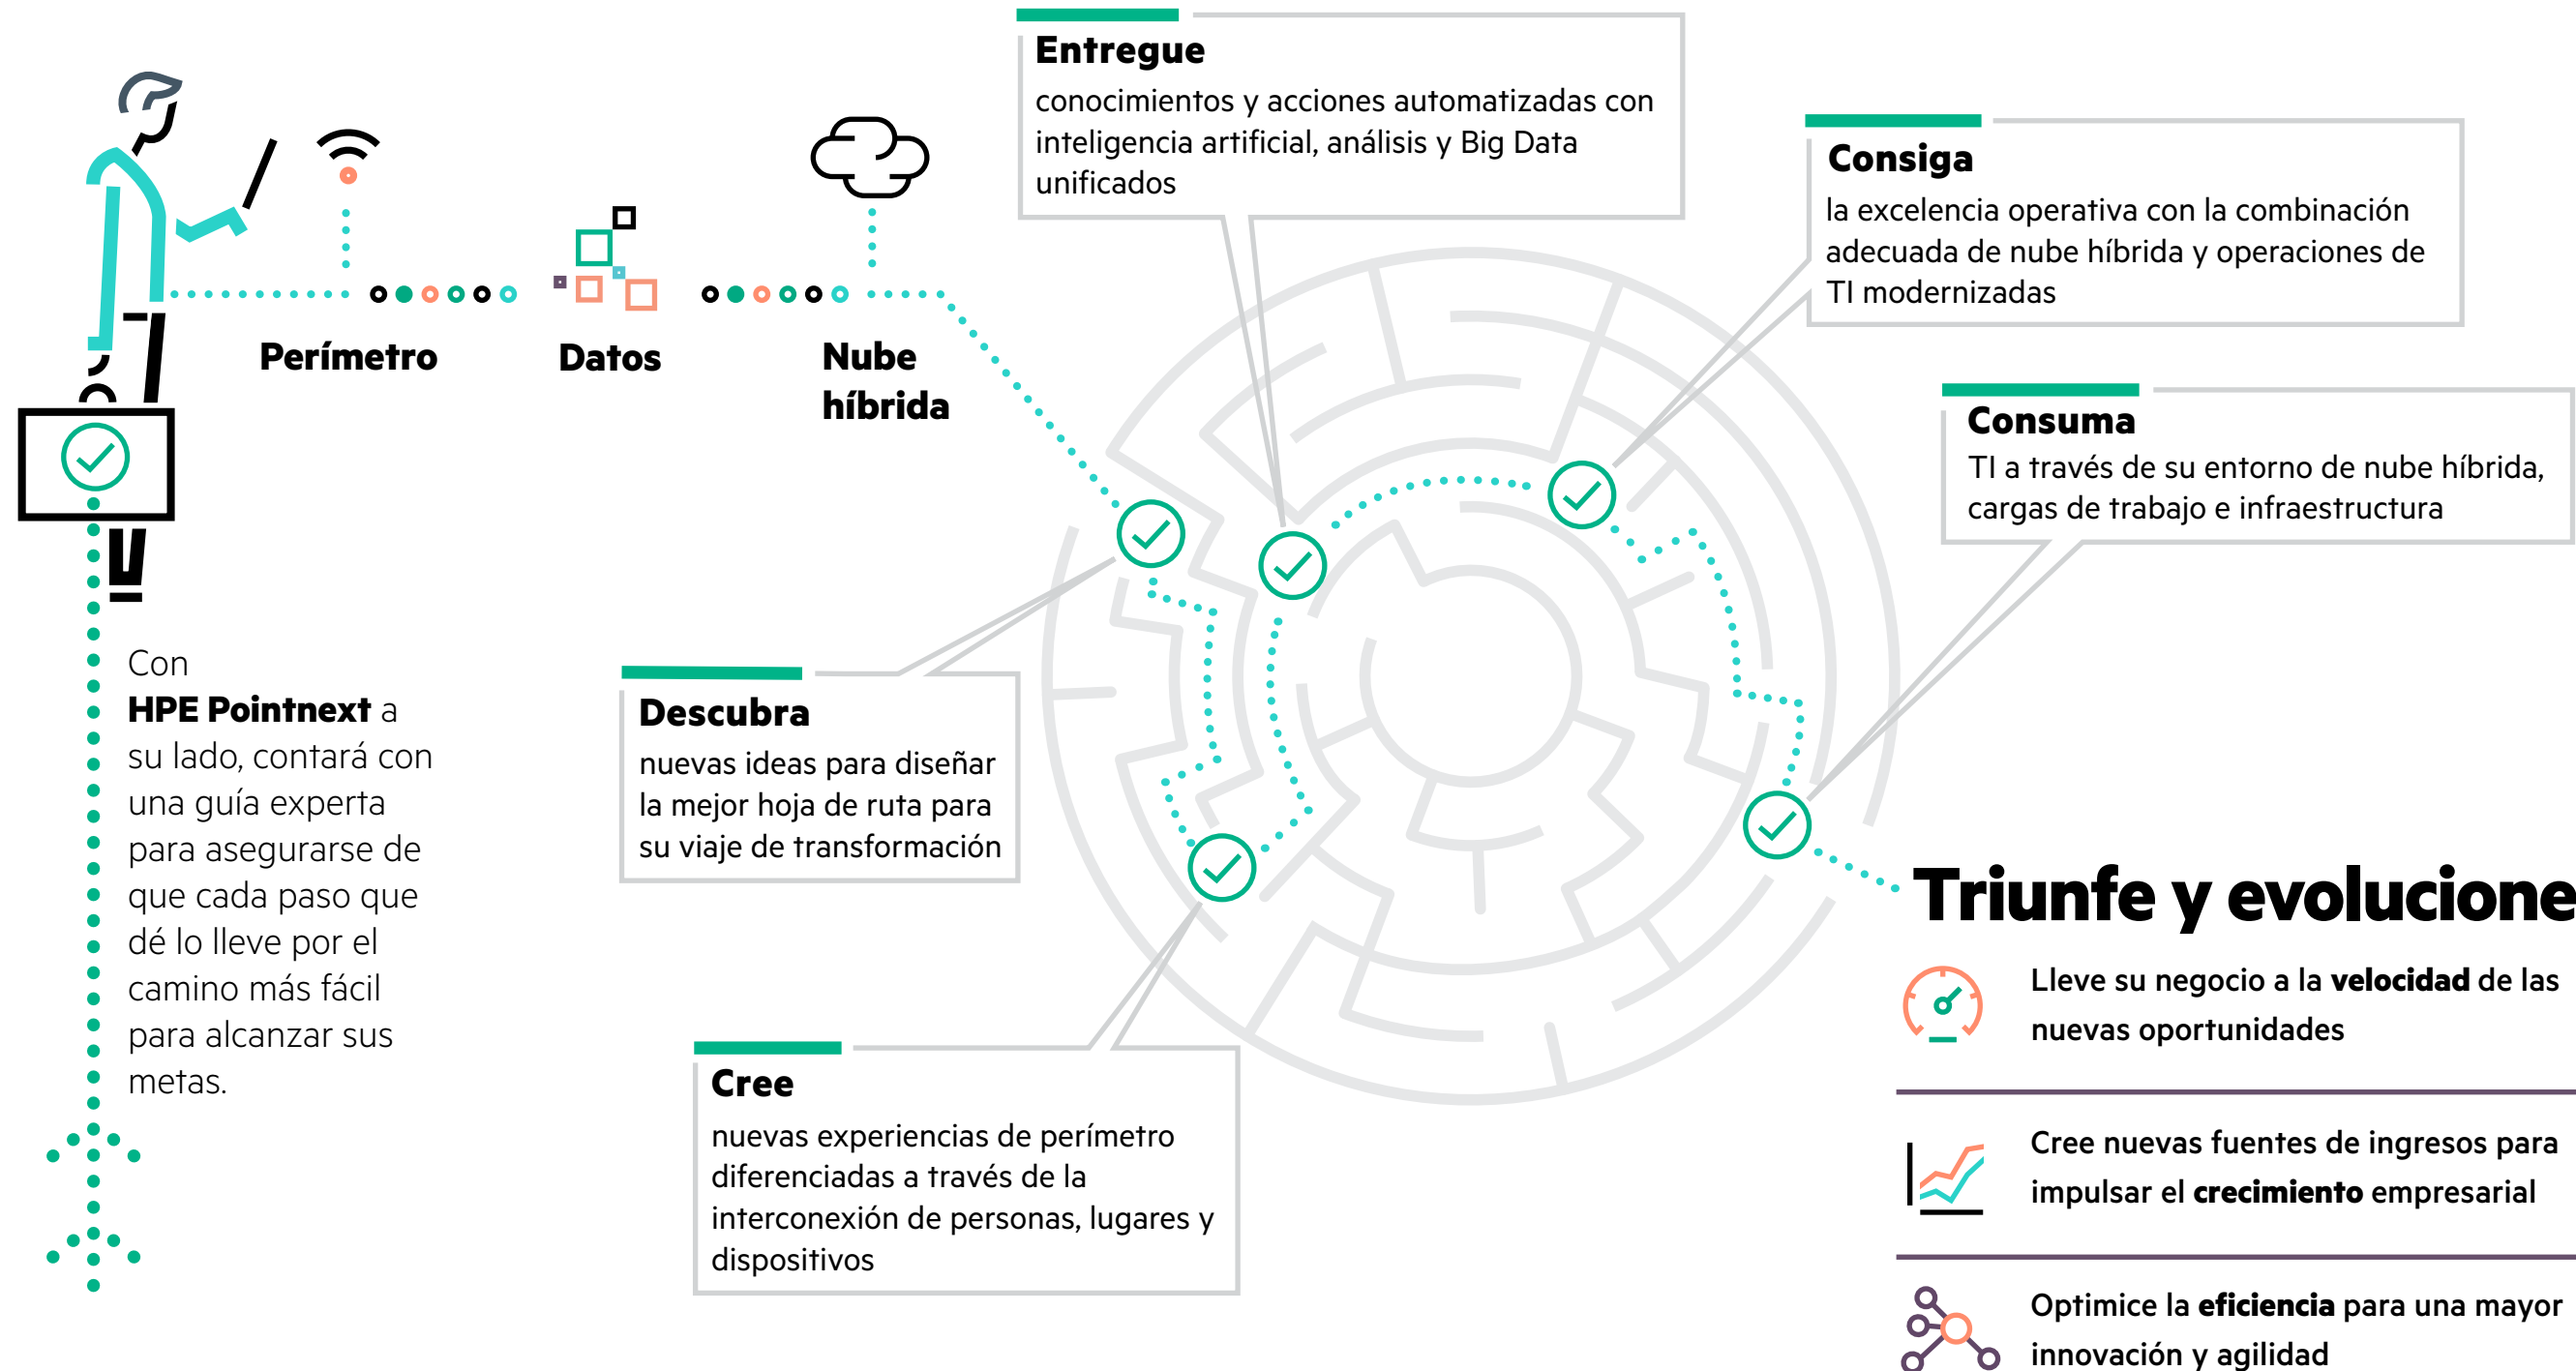 Perímetro
Datos
Nube
híbrida
Con
HPE Pointnext a
su lado, contará con
una guía experta
para asegurarse de
que cada paso que
dé lo lleve por el
camino más fácil
para alcanzar sus
metas.
Descubra
nuevas ideas para diseñar
la mejor hoja de ruta para
su viaje de transformación
Cree
nuevas experiencias de perímetro
diferenciadas a través de la
interconexión de personas, lugares y
dispositivos
Entregue
conocimientos y acciones automatizadas con
inteligencia artificial, análisis y Big Data
unificados
Consiga
la excelencia operativa con la combinación
adecuada de nube híbrida y operaciones de
TI modernizadas
Consuma
TI a través de su entorno de nube híbrida,
cargas de trabajo e infraestructura
Triunfe y evolucione
Lleve su negocio a la velocidad de las
nuevas oportunidades
Cree nuevas fuentes de ingresos para
impulsar el crecimiento empresarial
Optimice la eficiencia para una mayor
innovación y agilidad